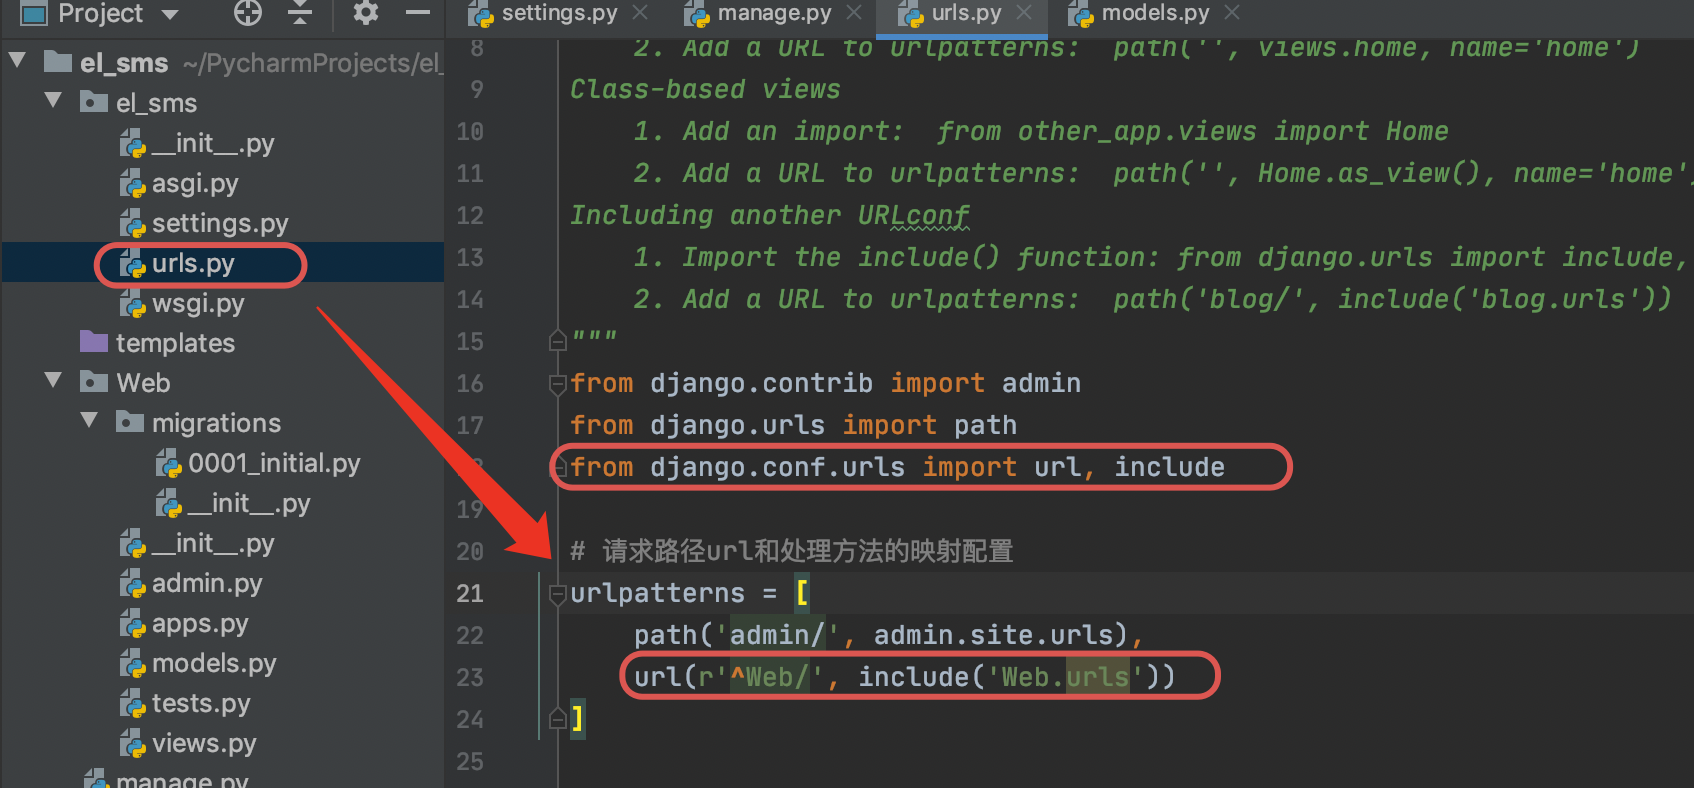 Project
settings.py
manage.py
urls.py
models.py
el_sms ~/PycharmProjects/el_
el_sms
__init__.py
asgi.py
settings.py
urls.py
wsgi.py
templates
Web
migrations
0001_initial.py
__init__.py
__init__.py
admin.py
apps.py
models.py
tests.py
views.py
manage.py
8 2. Add a URL to urlpatterns:  path('', views.home, name='home')
9 Class-based views
10 1. Add an import:  from other_app.views import Home
11 2. Add a URL to urlpatterns:  path('', Home.as_view(), name='home'
12 Including another URLconf
13 1. Import the include() function: from django.urls import include,
14 2. Add a URL to urlpatterns:  path('blog/', include('blog.urls'))
15 """
16 from django.contrib import admin
17 from django.urls import path
from django.conf.urls import url, include
19
20 # 请求路径url和处理方法的映射配置
21 urlpatterns = [
22 path('admin/', admin.site.urls),
23 url(r'^Web/', include('Web.urls'))
24 ]
25